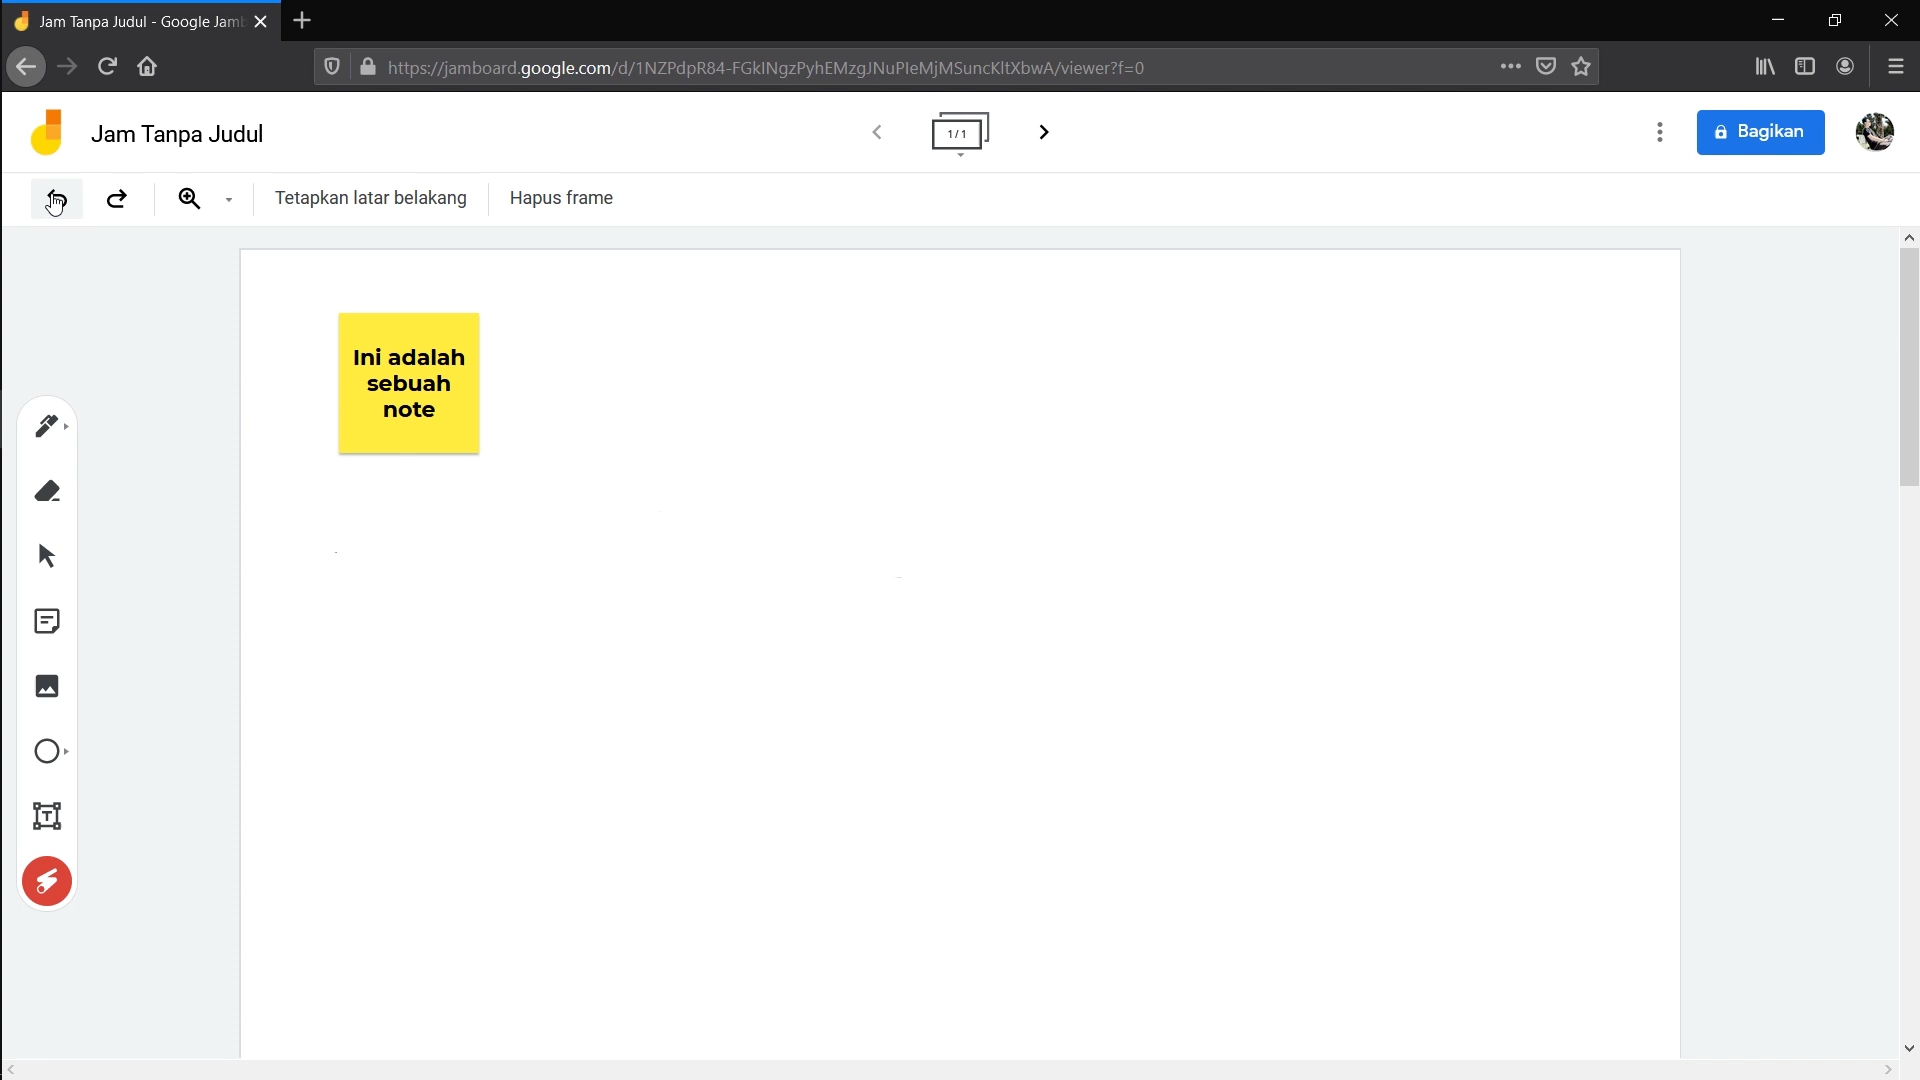 Jam Tanpa Judul - Google Jamb
https://jamboard.google.com/d/1NZPdpR84-FGkINgzPyhEMzgJNuPIeMjMSuncKltXbwA/viewer?f=0
Jam Tanpa Judul
1/1
Bagikan
Tetapkan latar belakang
Hapus frame
Ini adalah
sebuah
note